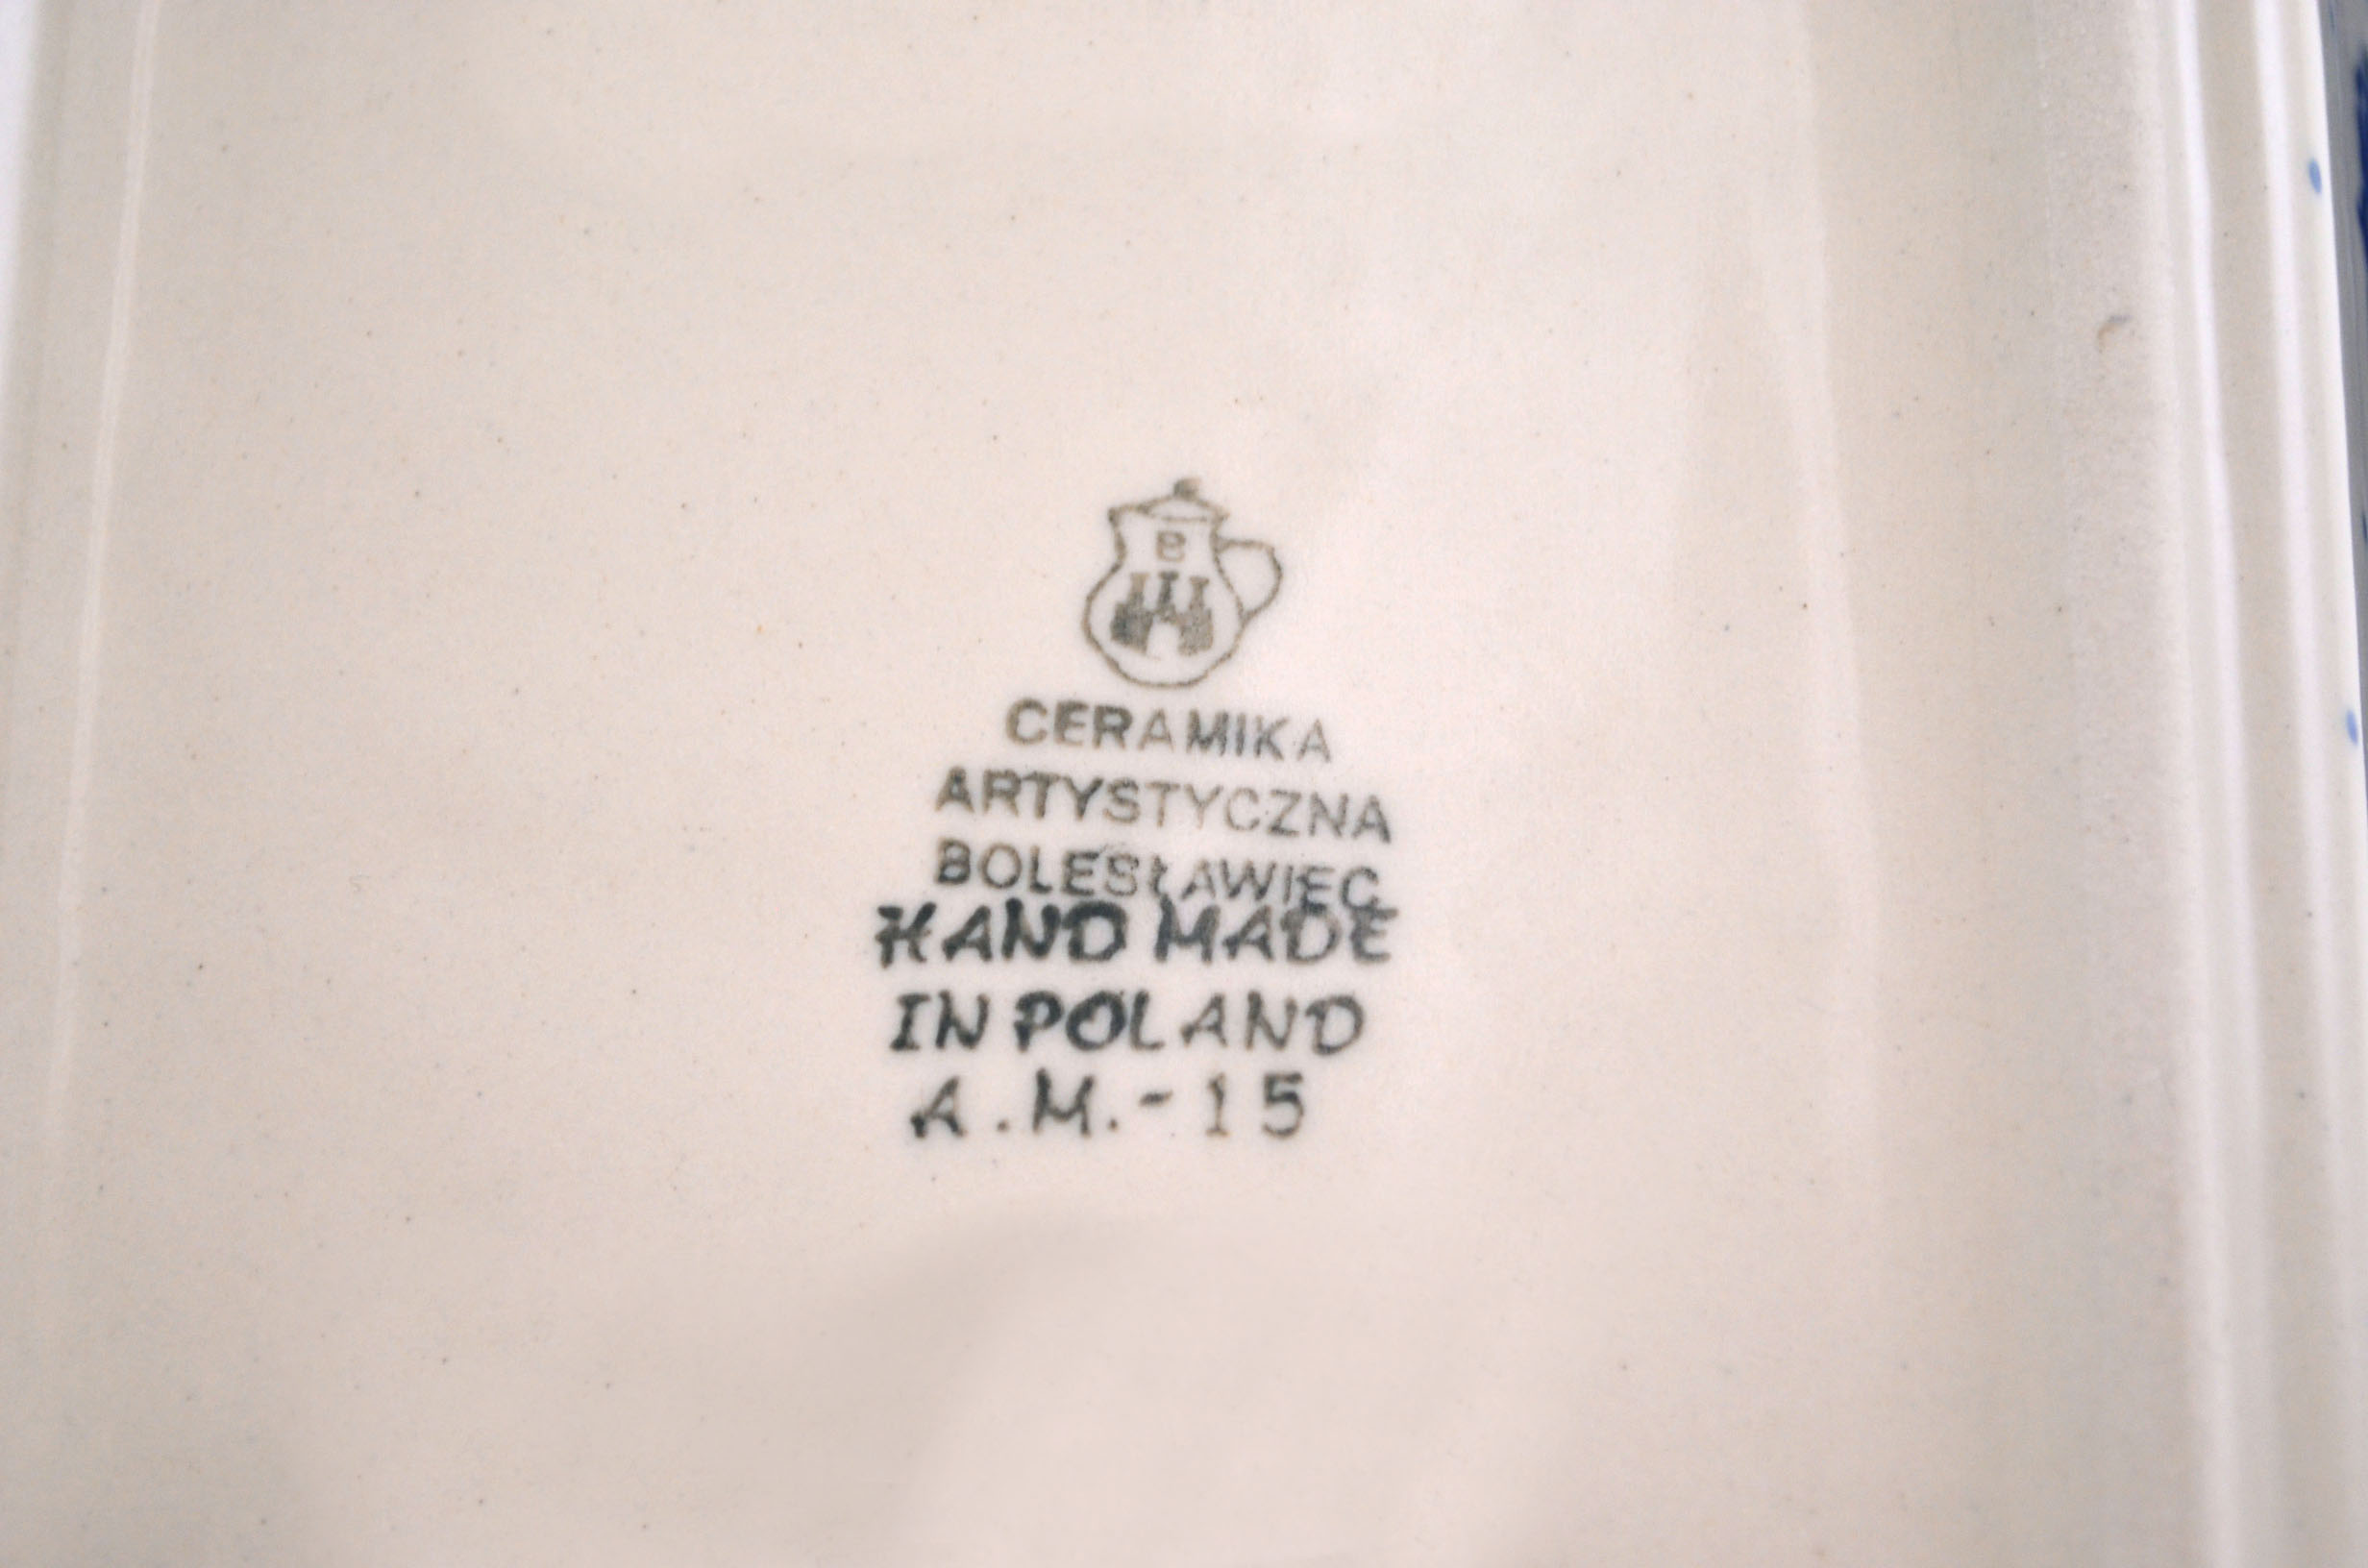 B
CERAMIKA
ARTYSTYCZNA
BOLESŁAWIEC
HAND MADE
IN POLAND
A.M.-15